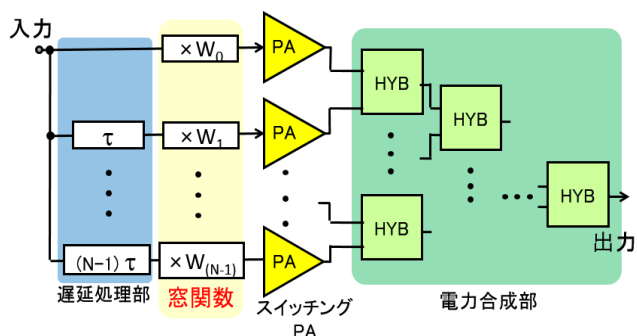 入力
×W0
PA
HYB
HYB
τ
×W1
PA
HYB
出力
(N-1) τ
×W(N-1)
PA
HYB
遅延処理部
窓関数
スイッチング
PA
電力合成部